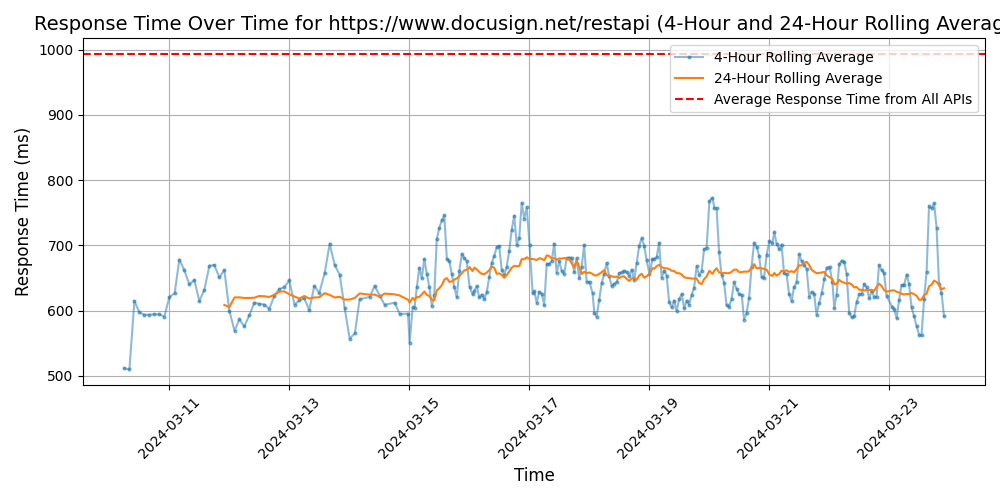 Response Time Over Time for https://www.docusign.net/restapi (4-Hour and 24-Hour Rolling Averag
4-Hour Rolling Average
24-Hour Rolling Average
Average Response Time from All APIs
Response Time (ms)
1000
900
800
700
600
500
2024-03-11
2024-03-13
2024-03-15
2024-03-17
2024-03-19
2024-03-21
2024-03-23
Time